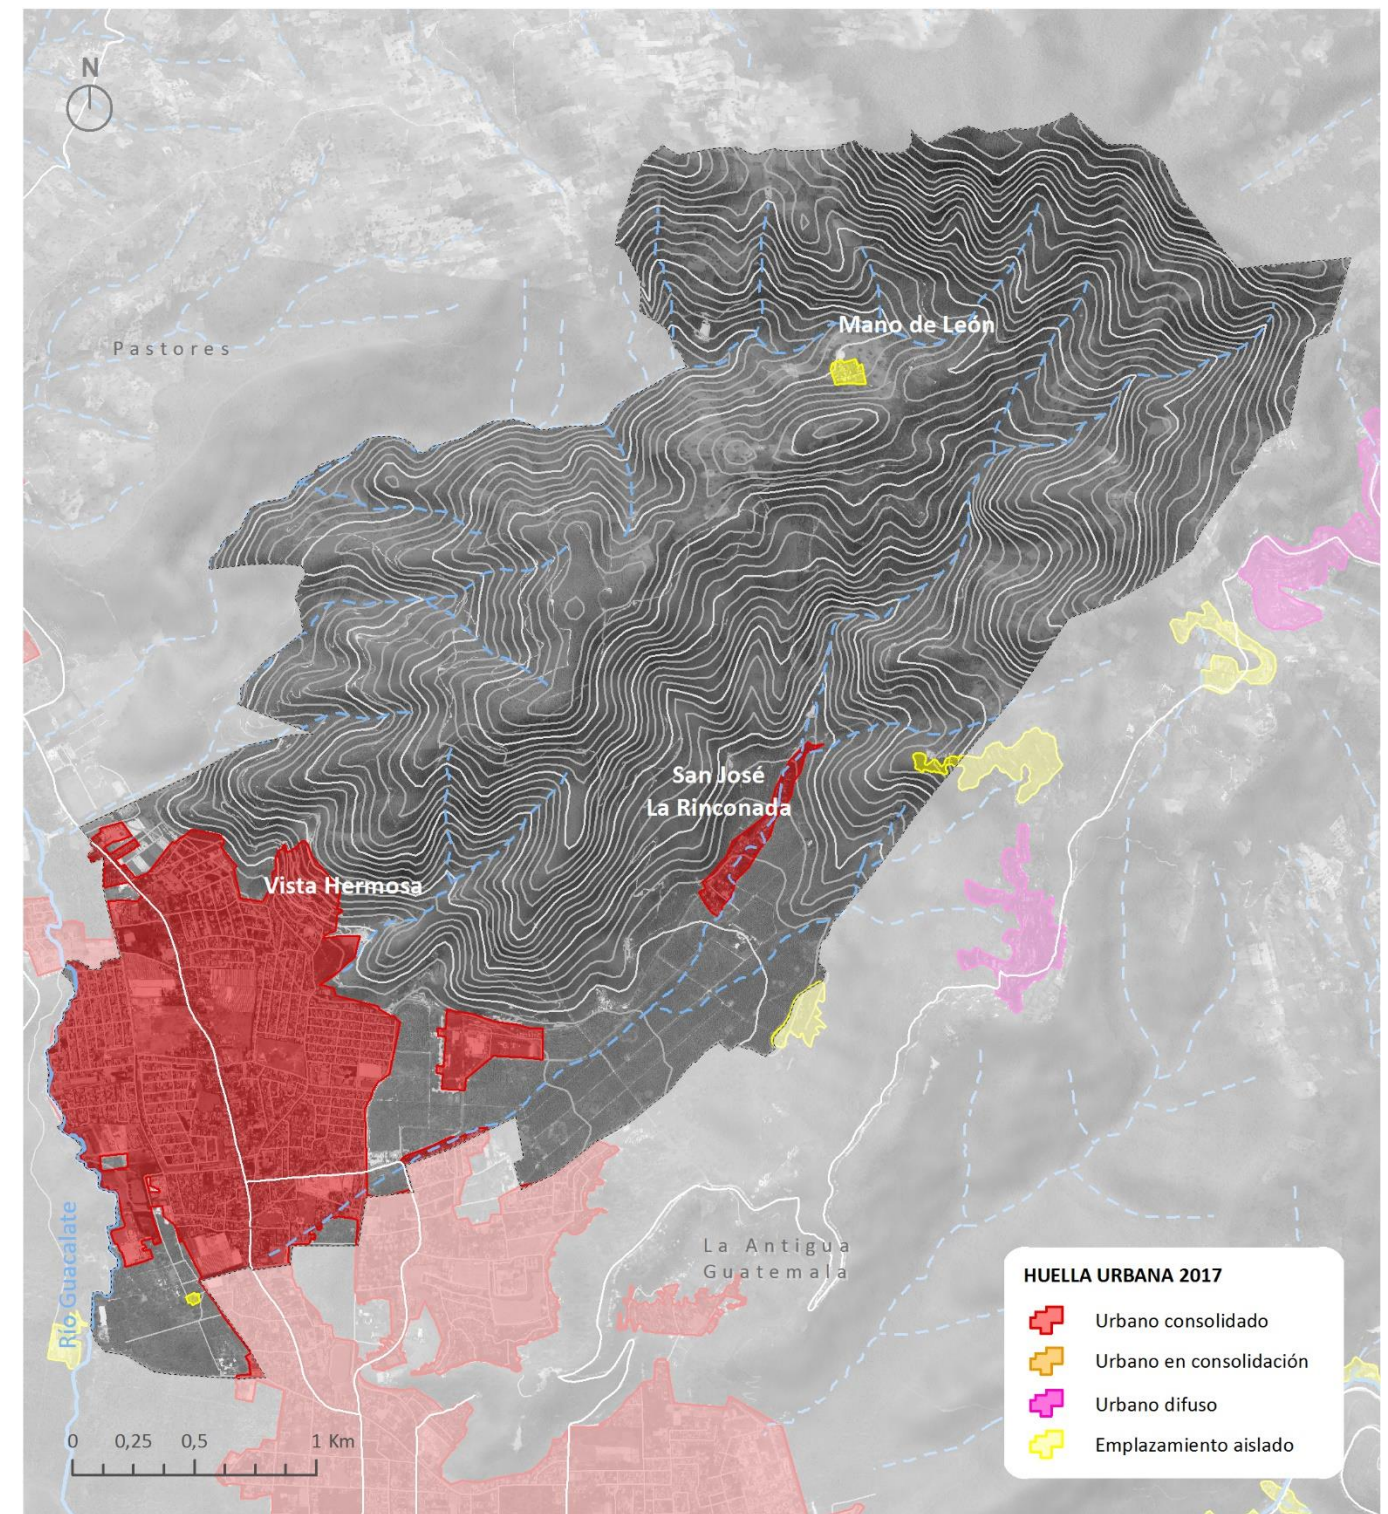 N
Mano de León
Pastores
San José
La Rinconada
Vista Hermosa
Río Guacalate
La Antigua
Guatemala
HUELLA URBANA 2017
Urbano consolidado
Urbano en consolidación
Urbano difuso
Emplazamiento aislado
0 0,25 0,5 1 Km